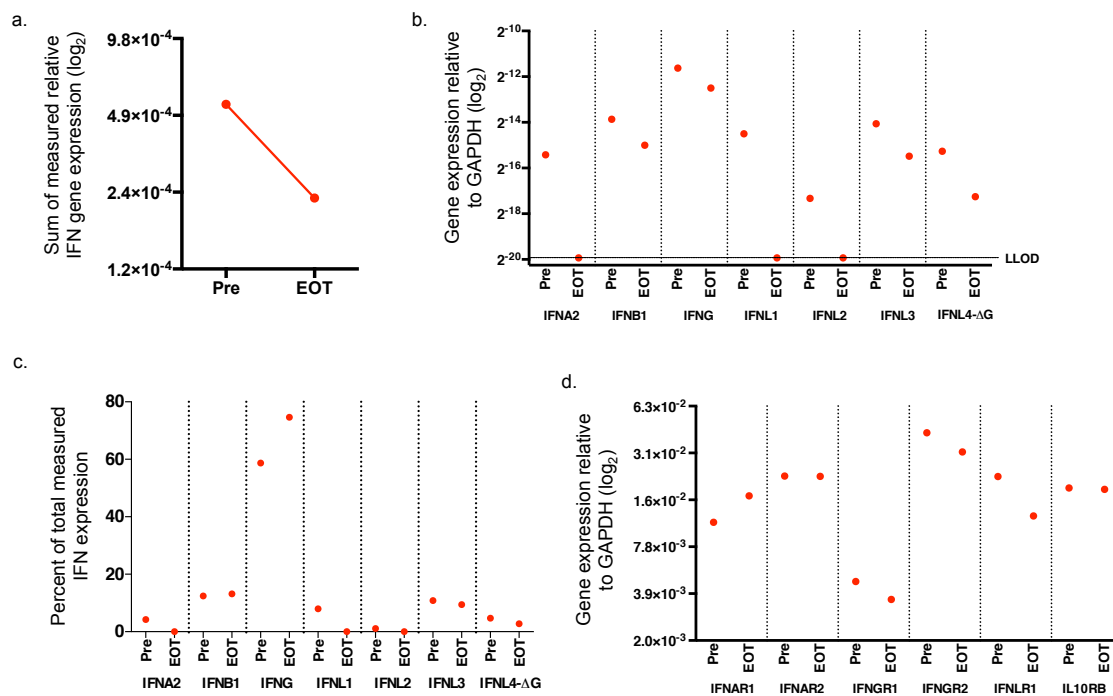 a.
Sum of measured relative
IFN gene expression (log₂)
9.8×10⁻⁴
4.9×10⁻⁴
2.4×10⁻⁴
1.2×10⁻⁴
Pre EOT
b.
Gene expression relative
to GAPDH (log₂)
2⁻¹⁰
2⁻¹²
2⁻¹⁴
2⁻¹⁶
2⁻¹⁸
2⁻²⁰
LLOD
Pre EOT Pre EOT Pre EOT Pre EOT Pre EOT Pre EOT Pre EOT
IFNA2 IFNB1 IFNG IFNL1 IFNL2 IFNL3 IFNL4-ΔG
c.
Percent of total measured
IFN expression
80
60
40
20
0
Pre EOT Pre EOT Pre EOT Pre EOT Pre EOT Pre EOT Pre EOT
IFNA2 IFNB1 IFNG IFNL1 IFNL2 IFNL3 IFNL4-ΔG
d.
Gene expression relative
to GAPDH (log₂)
6.3×10⁻²
3.1×10⁻²
1.6×10⁻²
7.8×10⁻³
3.9×10⁻³
2.0×10⁻³
Pre EOT Pre EOT Pre EOT Pre EOT Pre EOT Pre EOT
IFNAR1 IFNAR2 IFNGR1 IFNGR2 IFNLR1 IL10RB